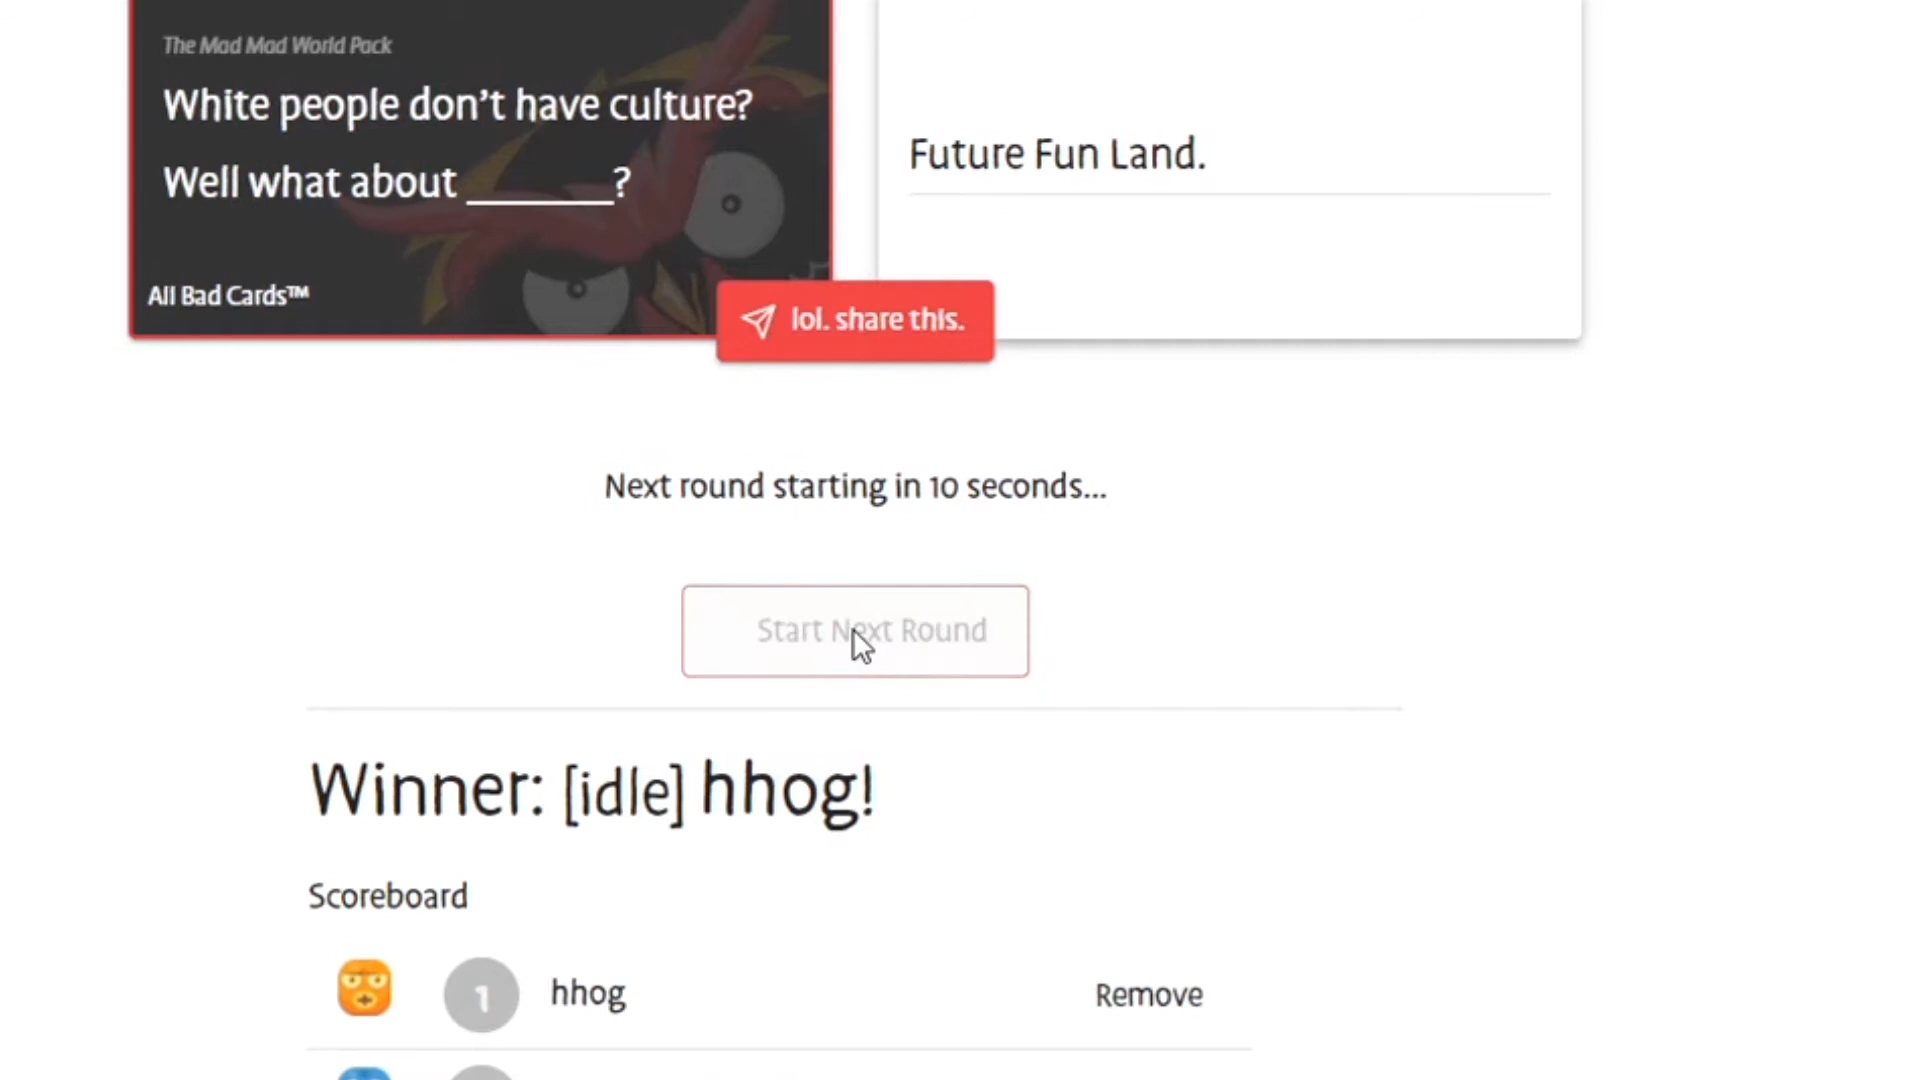 The Mad Mad World Pack
White people don’t have culture?
Well what about _______?
All Bad Cards™
Future Fun Land.
lol. share this.
Next round starting in 10 seconds...
Start Next Round
Winner: [idle] hhog!
Scoreboard
1 hhog Remove